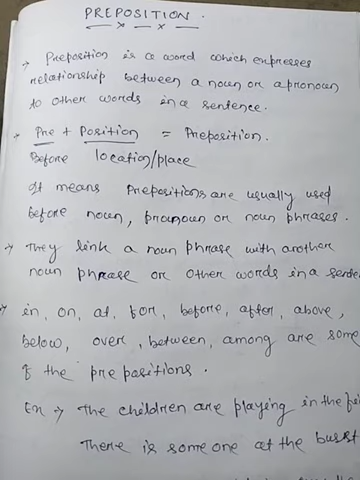 PREPOSITION.
→ Preposition is a word which expresses
relationship between a noun or a pronoun
to other words in a sentence.
→ Pre + Position = Preposition.
Before location/place
It means Prepositions are usually used
before noun, pronoun or noun phrases.
→ They link a noun phrase with another
noun phrase or other words in a
→ in, on, at, for, before, after, above,
below, over, between, among are some
of the prepositions.
Ex → The children are playing in the
There is someone at the